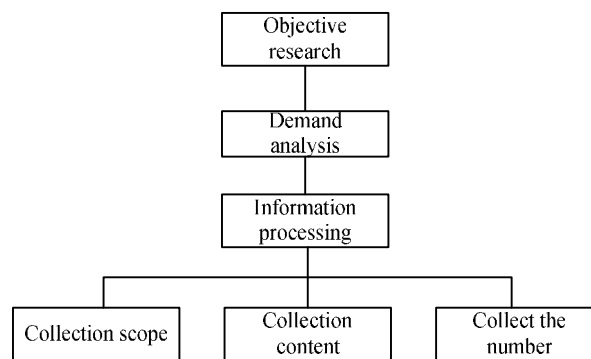 Objective
research
Demand
analysis
Information
processing
Collection scope
Collection
content
Collect the
number